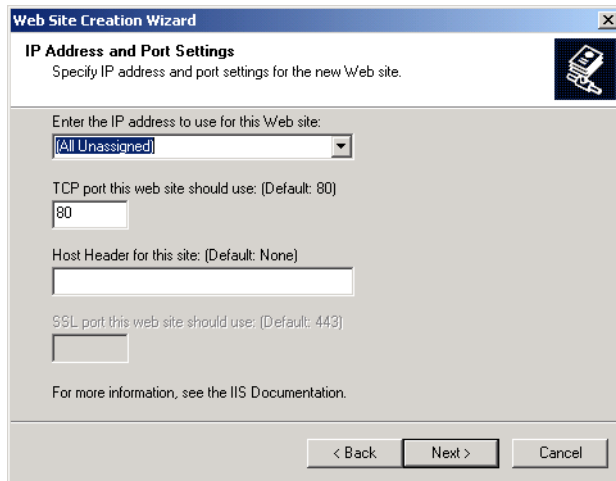 Web Site Creation Wizard
IP Address and Port Settings
Specify IP address and port settings for the new Web site.
Enter the IP address to use for this Web site:
(All Unassigned)
TCP port this web site should use: (Default: 80)
80
Host Header for this site: (Default: None)
SSL port this web site should use: (Default: 443)
For more information, see the IIS Documentation.
< Back Next > Cancel